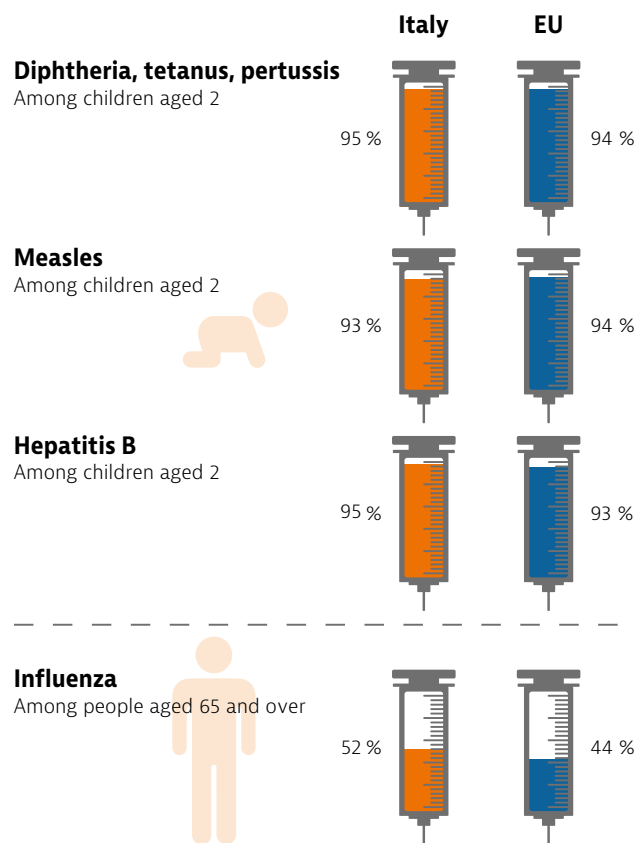 Italy EU
Diphtheria, tetanus, pertussis
Among children aged 2
95 % 94 %
Measles
Among children aged 2
93 % 94 %
Hepatitis B
Among children aged 2
95 % 93 %
Influenza
Among people aged 65 and over
52 % 44 %